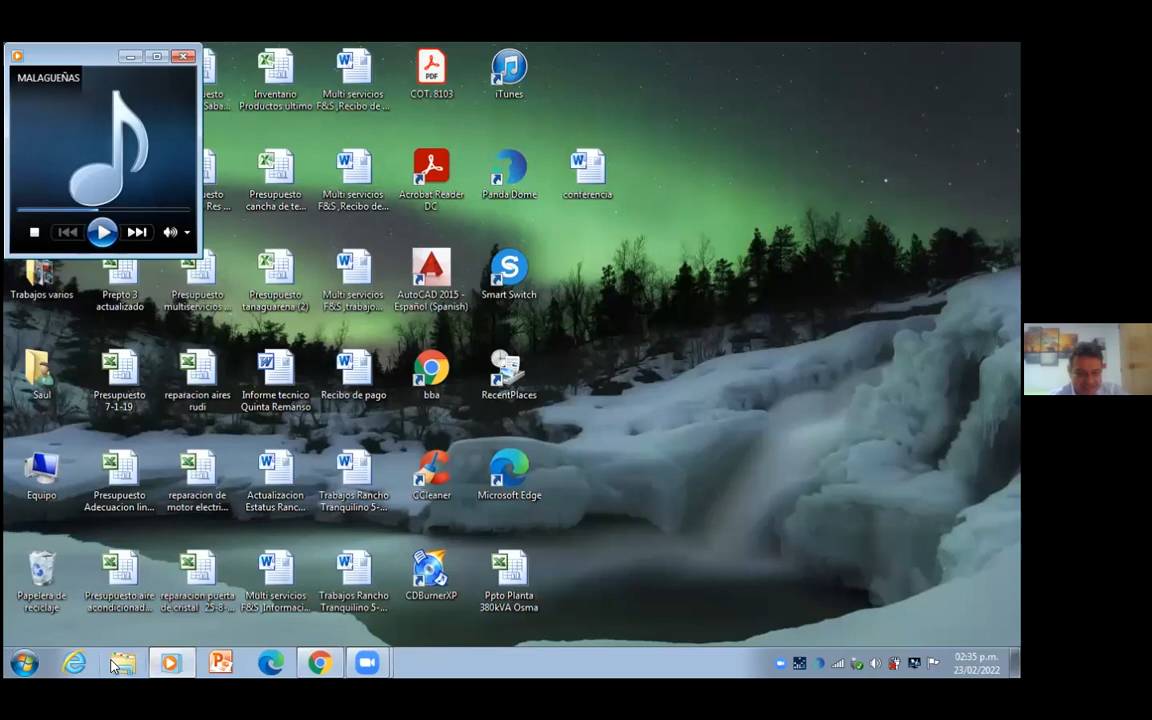 MALAGUEÑAS
Inventario
Productos ultimo
Multi servicios
F&S ,Recibo de ...
COT. 8103
iTunes
Presupuesto
cancha de te...
Multi servicios
F&S ,Recibo de...
Acrobat Reader
DC
Panda Dome
conferencia
Trabajos varios
Prepto 3
actualizado
Presupuesto
multiservicios ...
Presupuesto
tanaguarena (2)
Multi servicios
F&S ,trabajo...
AutoCAD 2015 -
Español (Spanish)
Smart Switch
Saul
Presupuesto
7-1-19
reparacion aires
rudi
Informe tecnico
Quinta Remanso
Recibo de pago
bba
RecentPlaces
Equipo
Presupuesto
Adecuacion lin...
reparacion de
motor electri...
Actualizacion
Estatus Ranc...
Trabajos Rancho
Tranquilino 5-...
CCleaner
Microsoft Edge
Papelera de
reciclaje
Presupuesto aire
acondicionad...
reparacion puerta
de cristal 25-8-...
Multi servicios
F&S ,Informaci...
Trabajos Rancho
Tranquilino 5-...
CDBurnerXP
Ppto Planta
380kVA Osma
02:35 p.m.
23/02/2022